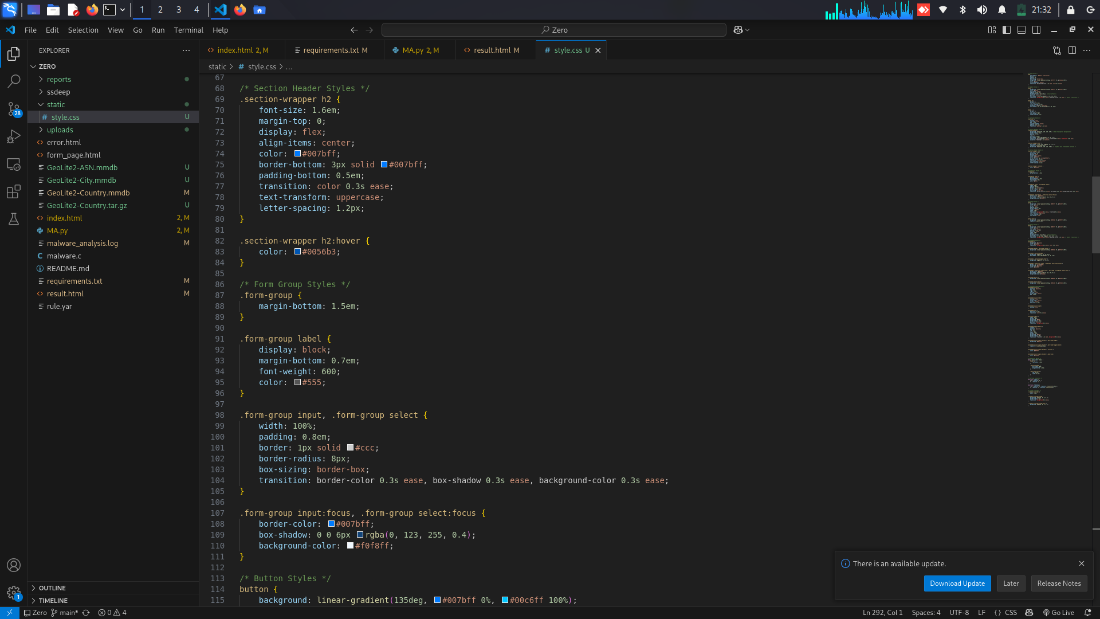 1 2 3 4 21:32
File Edit Selection View Go Run Terminal Help Zero
EXPLORER ··· index.html 2, M requirements.txt M MA.py 2, M result.html M style.css U
ZERO
static > # style.css > ...
reports
ssdeep
static
style.css U
uploads
error.html
form_page.html
GeoLite2-ASN.mmdb U
GeoLite2-City.mmdb U
GeoLite2-Country.mmdb M
GeoLite2-Country.tar.gz U
index.html 2, M
MA.py 2, M
malware_analysis.log M
malware.c
README.md
requirements.txt M
result.html M
rule.yar
OUTLINE
TIMELINE
67
68 /* Section Header Styles */
69 .section-wrapper h2 {
70 font-size: 1.6em;
71 margin-top: 0;
72 display: flex;
73 align-items: center;
74 color: #007bff;
75 border-bottom: 3px solid #007bff;
76 padding-bottom: 0.5em;
77 transition: color 0.3s ease;
78 text-transform: uppercase;
79 letter-spacing: 1.2px;
80 }
81
82 .section-wrapper h2:hover {
83 color: #0056b3;
84 }
85
86 /* Form Group Styles */
87 .form-group {
88 margin-bottom: 1.5em;
89 }
90
91 .form-group label {
92 display: block;
93 margin-bottom: 0.7em;
94 font-weight: 600;
95 color: #555;
96 }
97
98 .form-group input, .form-group select {
99 width: 100%;
100 padding: 0.8em;
101 border: 1px solid #ccc;
102 border-radius: 8px;
103 box-sizing: border-box;
104 transition: border-color 0.3s ease, box-shadow 0.3s ease, background-color 0.3s ease;
105 }
106
107 .form-group input:focus, .form-group select:focus {
108 border-color: #007bff;
109 box-shadow: 0 0 6px rgba(0, 123, 255, 0.4);
110 background-color: #f0f8ff;
111 }
112
113 /* Button Styles */
114 button {
115 background: linear-gradient(135deg, #007bff 0%, #00c6ff 100%);
There is an available update.
Download Update Later Release Notes
Zero main* 0 4 Ln 292, Col 1 Spaces: 4 UTF-8 LF {} CSS Go Live